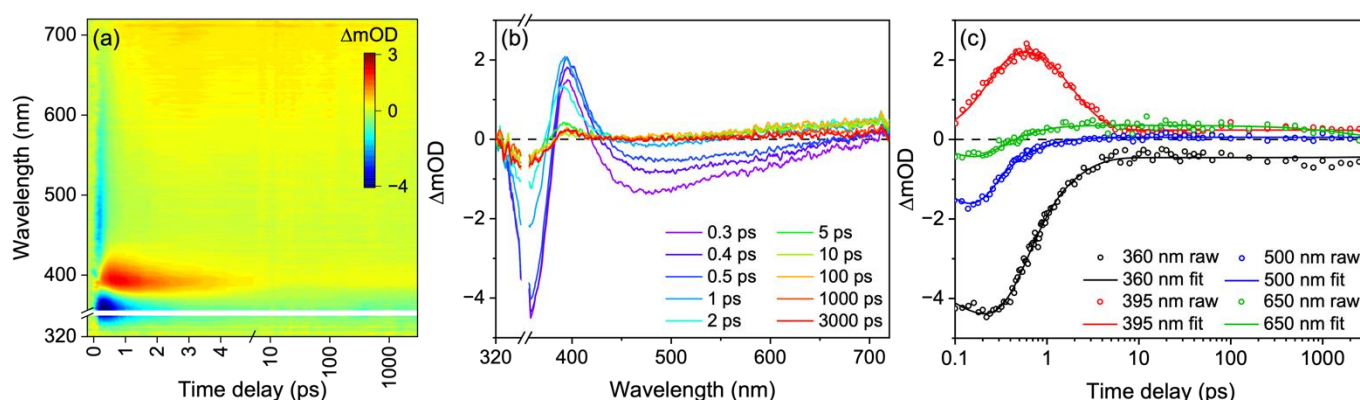 (a)
ΔmOD
3
0
−4
Wavelength (nm)
700
600
500
400
320
0
1
2
3
4
10
100
1000
Time delay (ps)
(b)
ΔmOD
2
0
−2
−4
0.3 ps
0.4 ps
0.5 ps
1 ps
2 ps
5 ps
10 ps
100 ps
1000 ps
3000 ps
320
400
500
600
700
Wavelength (nm)
(c)
ΔmOD
2
0
−2
−4
360 nm raw
360 nm fit
395 nm raw
395 nm fit
500 nm raw
500 nm fit
650 nm raw
650 nm fit
0.1
1
10
100
1000
Time delay (ps)